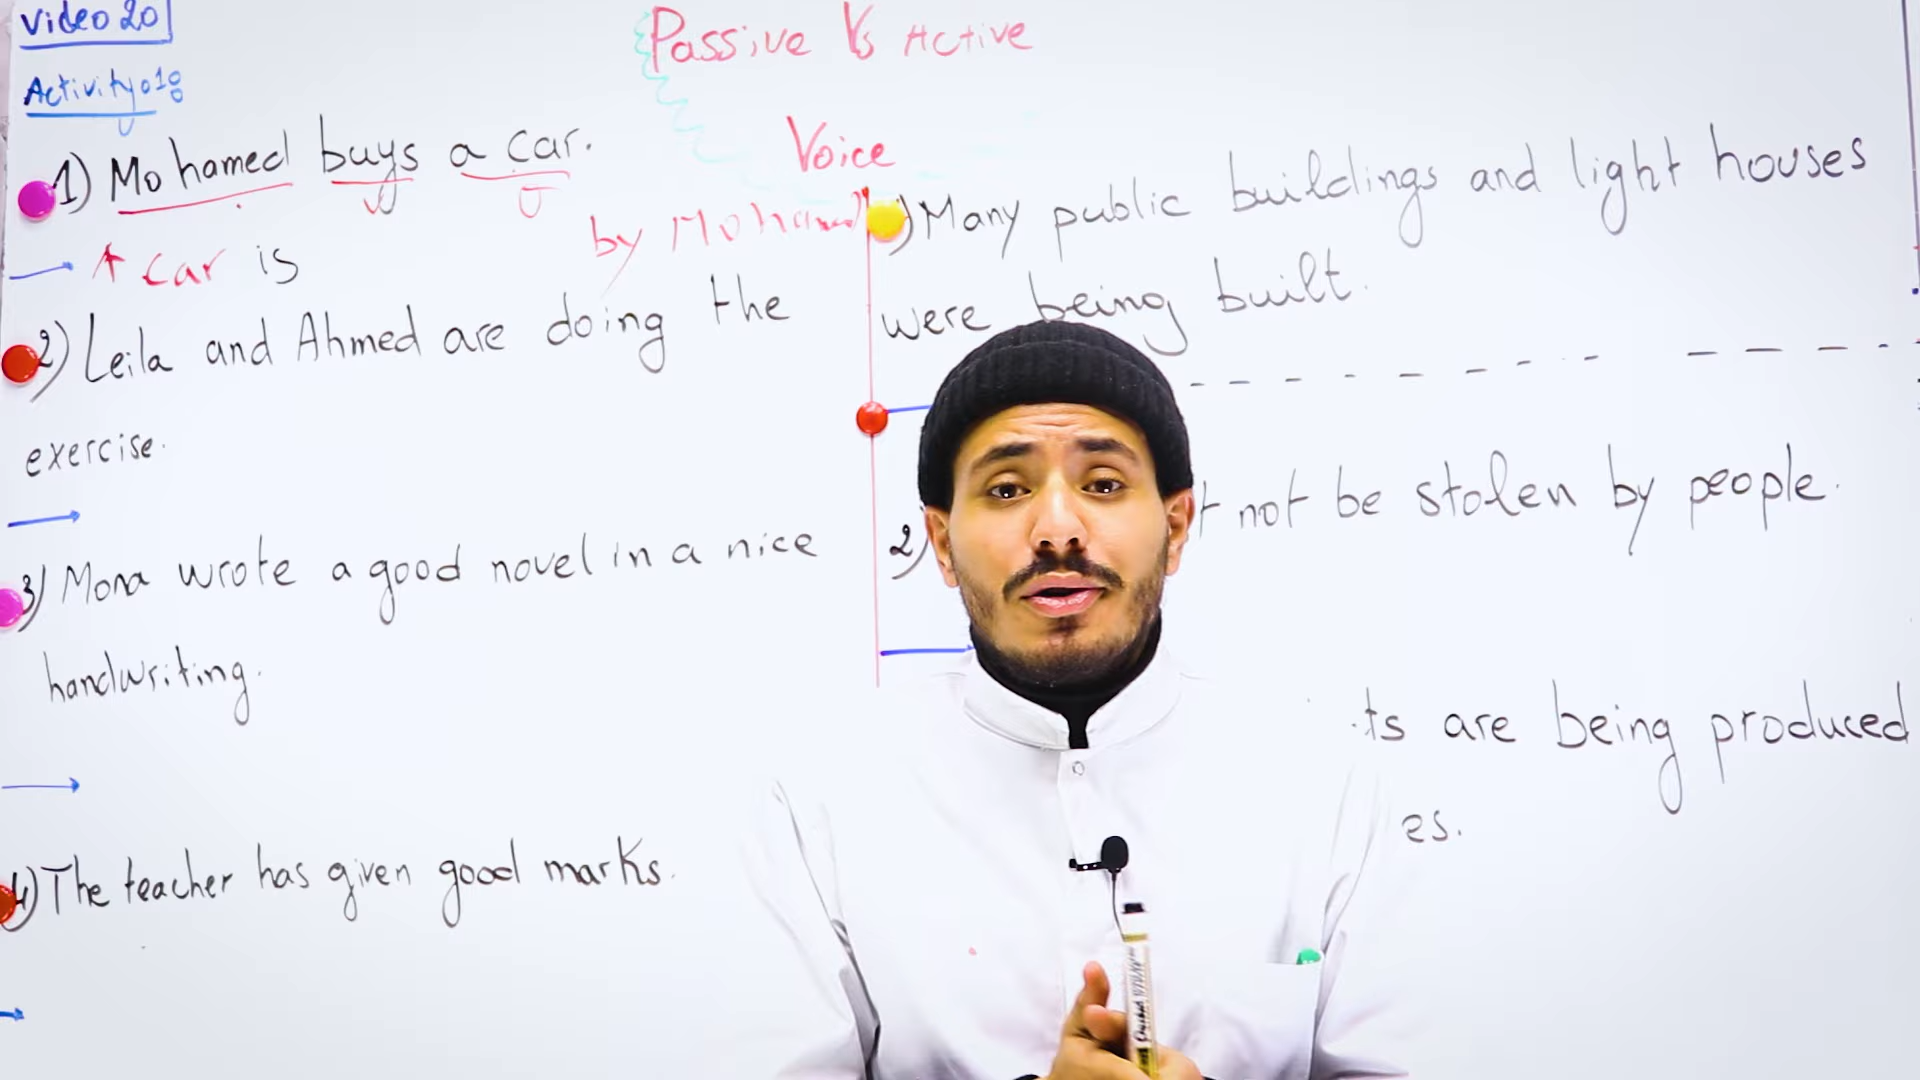 Video 20
Activity 01:
Passive Vs Active
Voice
1) Mohamed buys a car.
A car is by Mohamed
2) Leila and Ahmed are doing the
exercise.
3) Mona wrote a good novel in a nice
handwriting.
4) The teacher has given good marks.
) Many public buildings and light houses
were being built.
2) t not be stolen by people.
ts are being produced
es.